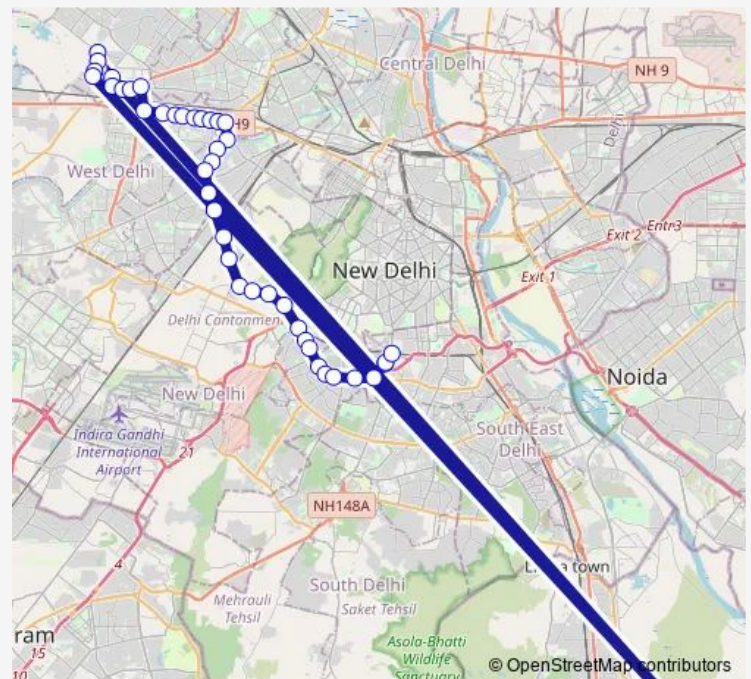 Central Delhi
NH 9
H9
Delhi
West Delhi
Entr3
Exit 2
New Delhi
Exit 1
Delhi Cantonmen
Noida
New Delhi
Indira Gandhi
International
Airport
21
South East
Delhi
NH148A
4
South Delhi
town
Mehrauli
Tehsil
Saket Tehsil
ram
15
10
Asola-Bhatti
Wildlife
Sanctuary
© OpenStreetMap contributors